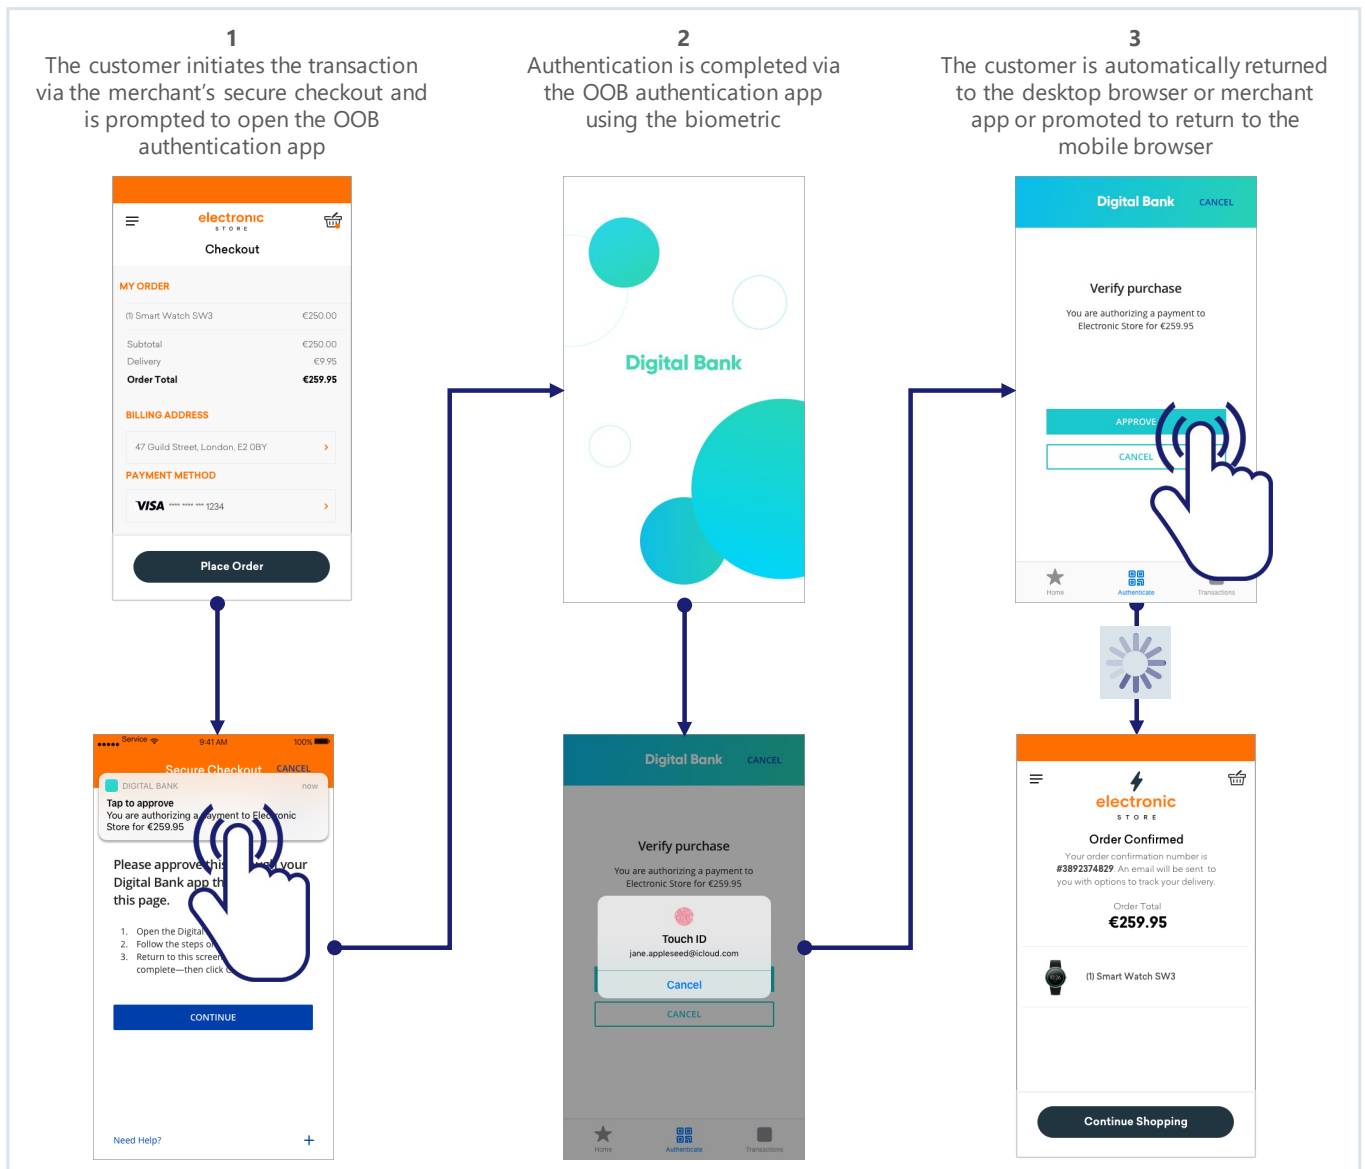 1
The customer initiates the transaction
via the merchant's secure checkout and
is prompted to open the OOB
authentication app
2
Authentication is completed via
the OOB authentication app
using the biometric
3
The customer is automatically returned
to the desktop browser or merchant
app or promoted to return to the
mobile browser
electronic
STORE
Checkout
MY ORDER
(1) Smart Watch SW3 €250.00
Subtotal €250.00
Delivery €9.95
Order Total €259.95
BILLING ADDRESS
47 Guild Street, London, E2 0BY >
PAYMENT METHOD
VISA **** **** *** 1234 >
Place Order
Service 9:41 AM 100%
Secure Checkout CANCEL
DIGITAL BANK now
Tap to approve
You are authorizing a payment to Electronic
Store for €259.95
Please approve this through your
Digital Bank app th
this page.
1. Open the Digital
2. Follow the steps o
3. Return to this screen
complete—then click
CONTINUE
Need Help? +
Digital Bank
Digital Bank CANCEL
Verify purchase
You are authorizing a payment to
Electronic Store for €259.95
Touch ID
jane.appleseed@icloud.com
Cancel
CANCEL
Home Authenticate Transactions
Digital Bank CANCEL
Verify purchase
You are authorizing a payment to
Electronic Store for €259.95
APPROVE
CANCEL
Home Authenticate Transactions
electronic
STORE
Order Confirmed
Your order confirmation number is
#3892374829. An email will be sent to
you with options to track your delivery.
Order Total
€259.95
10:26
(1) Smart Watch SW3
Continue Shopping